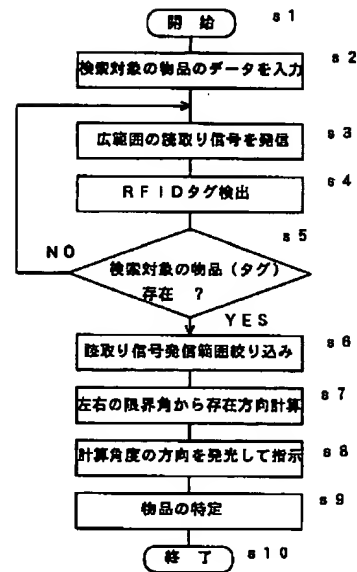 開 始 s1
検索対象の物品のデータを入力 s2
広範囲の読取り信号を発信 s3
RFIDタグ検出 s4
s5
NO
検索対象の物品(タグ)
存在 ?
YES
読取り信号発信範囲絞り込み s6
左右の限界角から存在方向計算 s7
計算角度の方向を発光して指示 s8
物品の特定 s9
終 了 s10